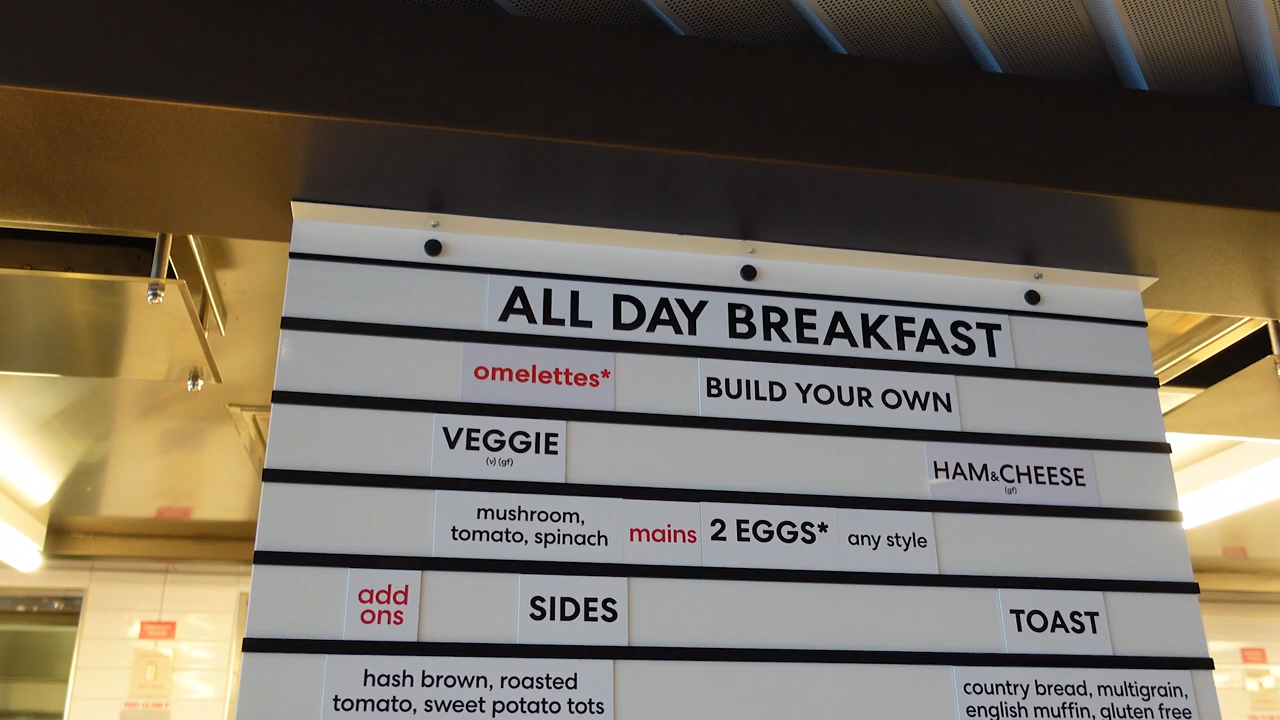 ALL DAY BREAKFAST
omelettes* BUILD YOUR OWN
VEGGIE
(v) (gf)
HAM&CHEESE
(gf)
mushroom,
tomato, spinach
mains 2 EGGS* any style
add
ons
SIDES
TOAST
hash brown, roasted
tomato, sweet potato tots
country bread, multigrain,
english muffin, gluten free